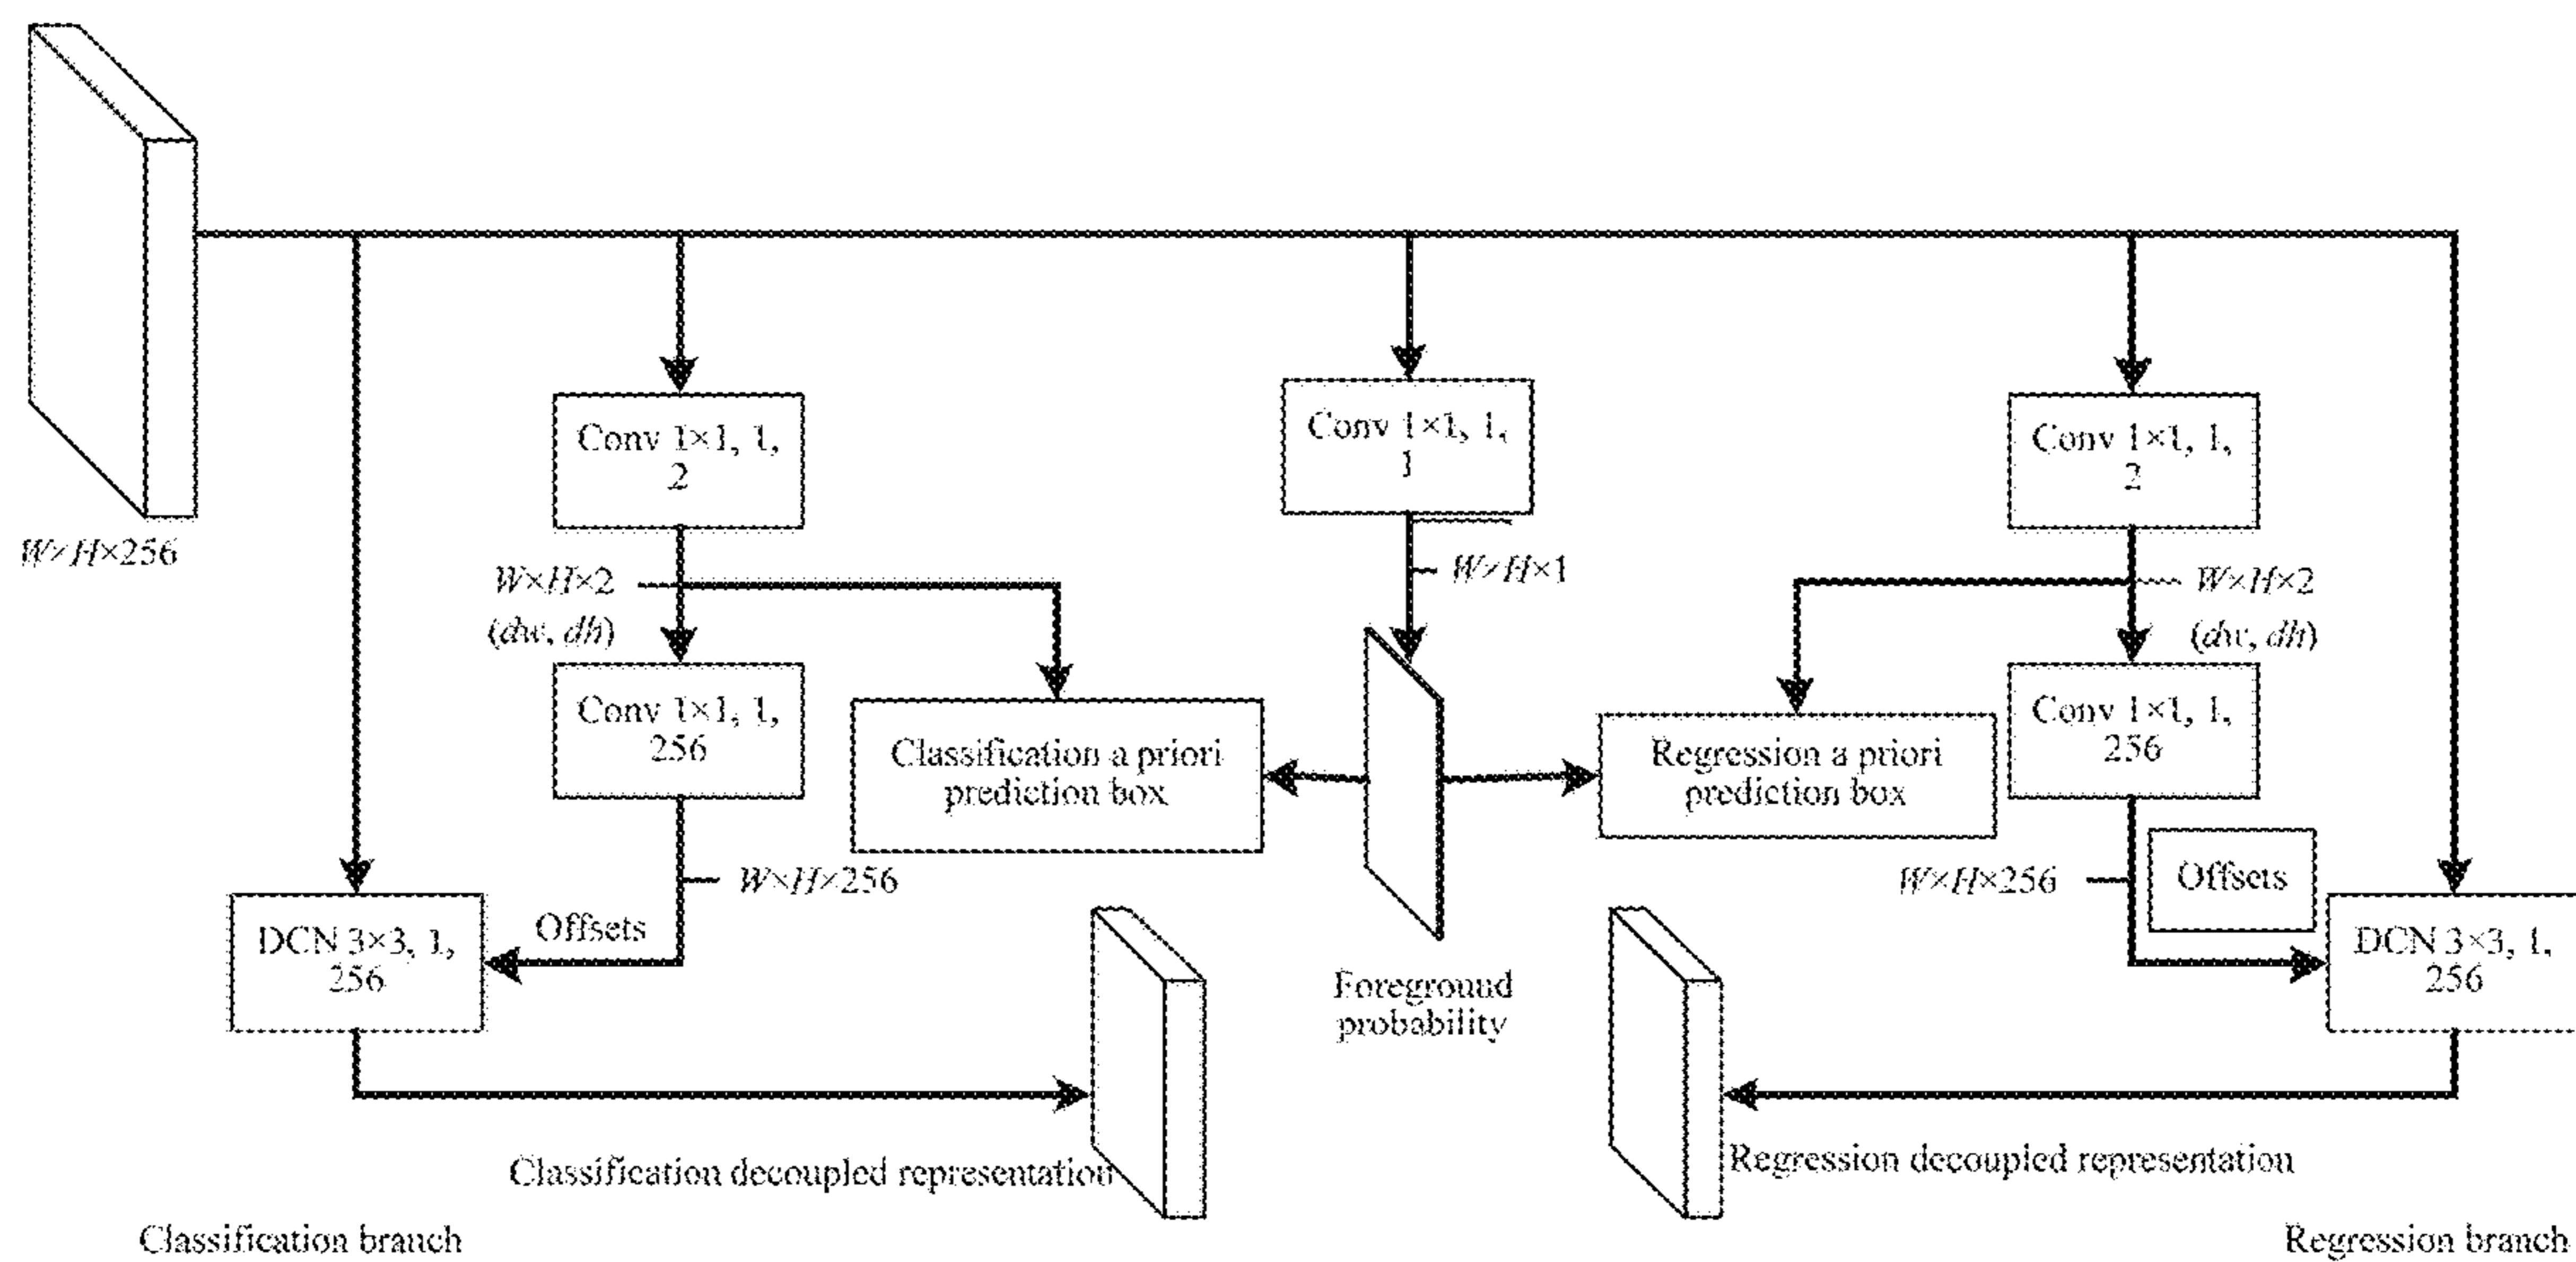 W×H×256
Conv 1×1, 1,
2
Conv 1×1, 1,
1
Conv 1×1, 1,
2
W×H×2
(dw, dh)
W×H×1
W×H×2
(dw, dh)
Conv 1×1, 1,
256
Classification a priori
prediction box
Regression a priori
prediction box
Conv 1×1, 1,
256
W×H×256
W×H×256
Offsets
Offsets
DCN 3×3, 1,
256
DCN 3×3, 1,
256
Foreground
probability
Classification decoupled representation
Regression decoupled representation
Classification branch
Regression branch